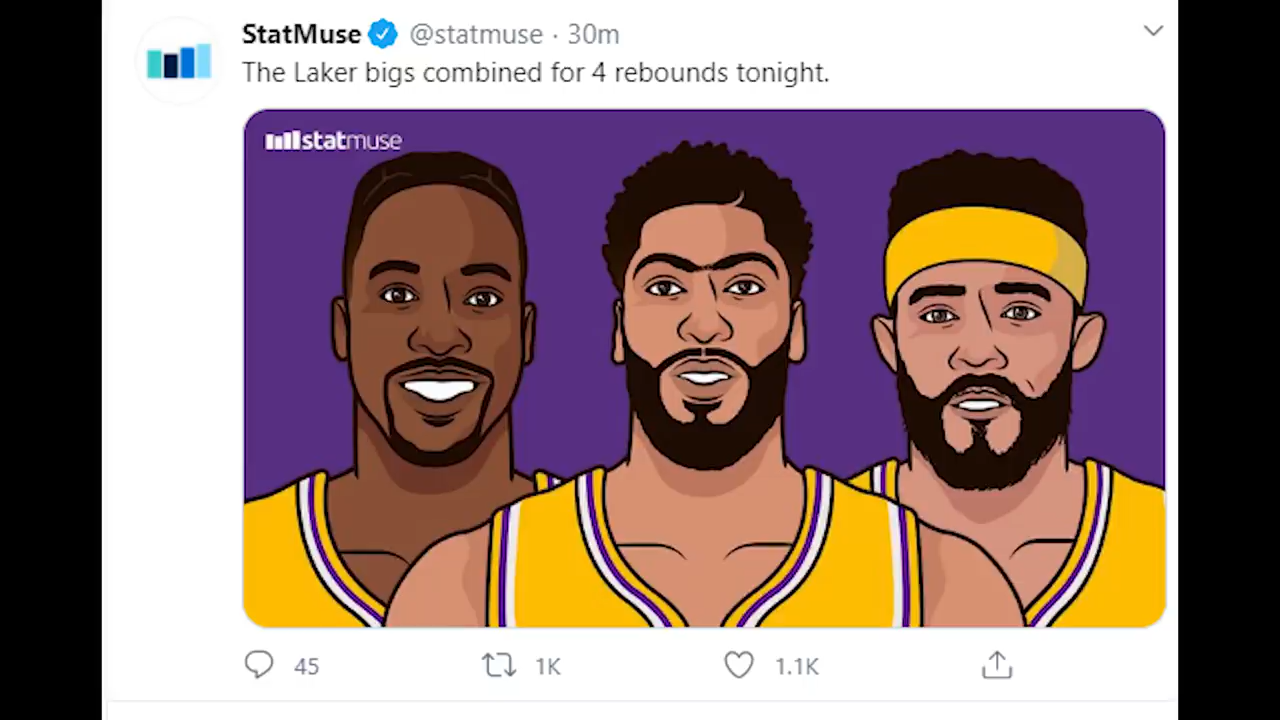 StatMuse @statmuse · 30m
The Laker bigs combined for 4 rebounds tonight.
statmuse
45 1K 1.1K